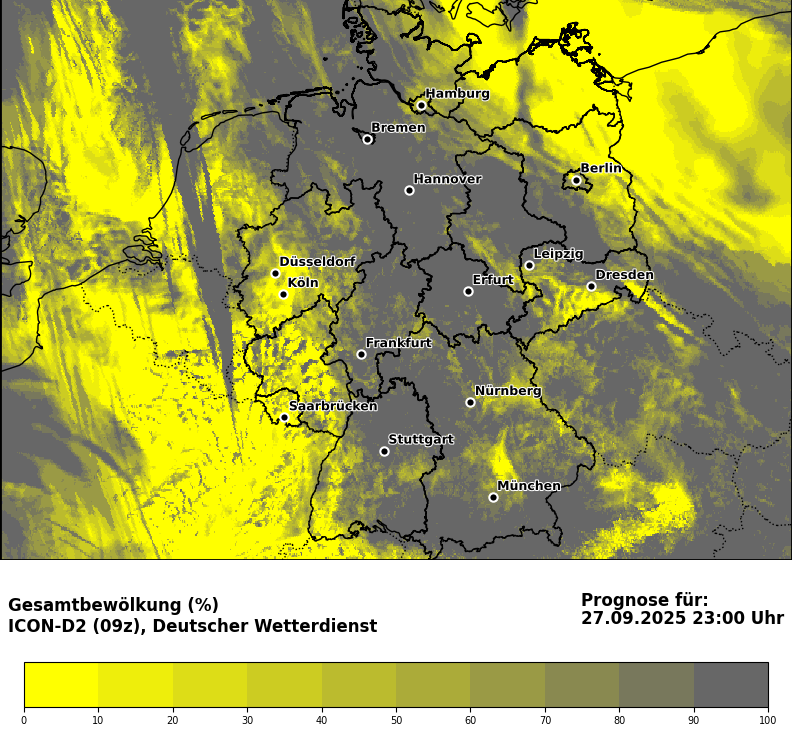 Hamburg
Bremen
Hannover
Berlin
Düsseldorf
Leipzig
Köln
Erfurt
Dresden
Frankfurt
Nürnberg
Saarbrücken
Stuttgart
München
Gesamtbewölkung (%)
ICON-D2 (09z), Deutscher Wetterdienst
Prognose für:
27.09.2025 23:00 Uhr
0 10 20 30 40 50 60 70 80 90 100